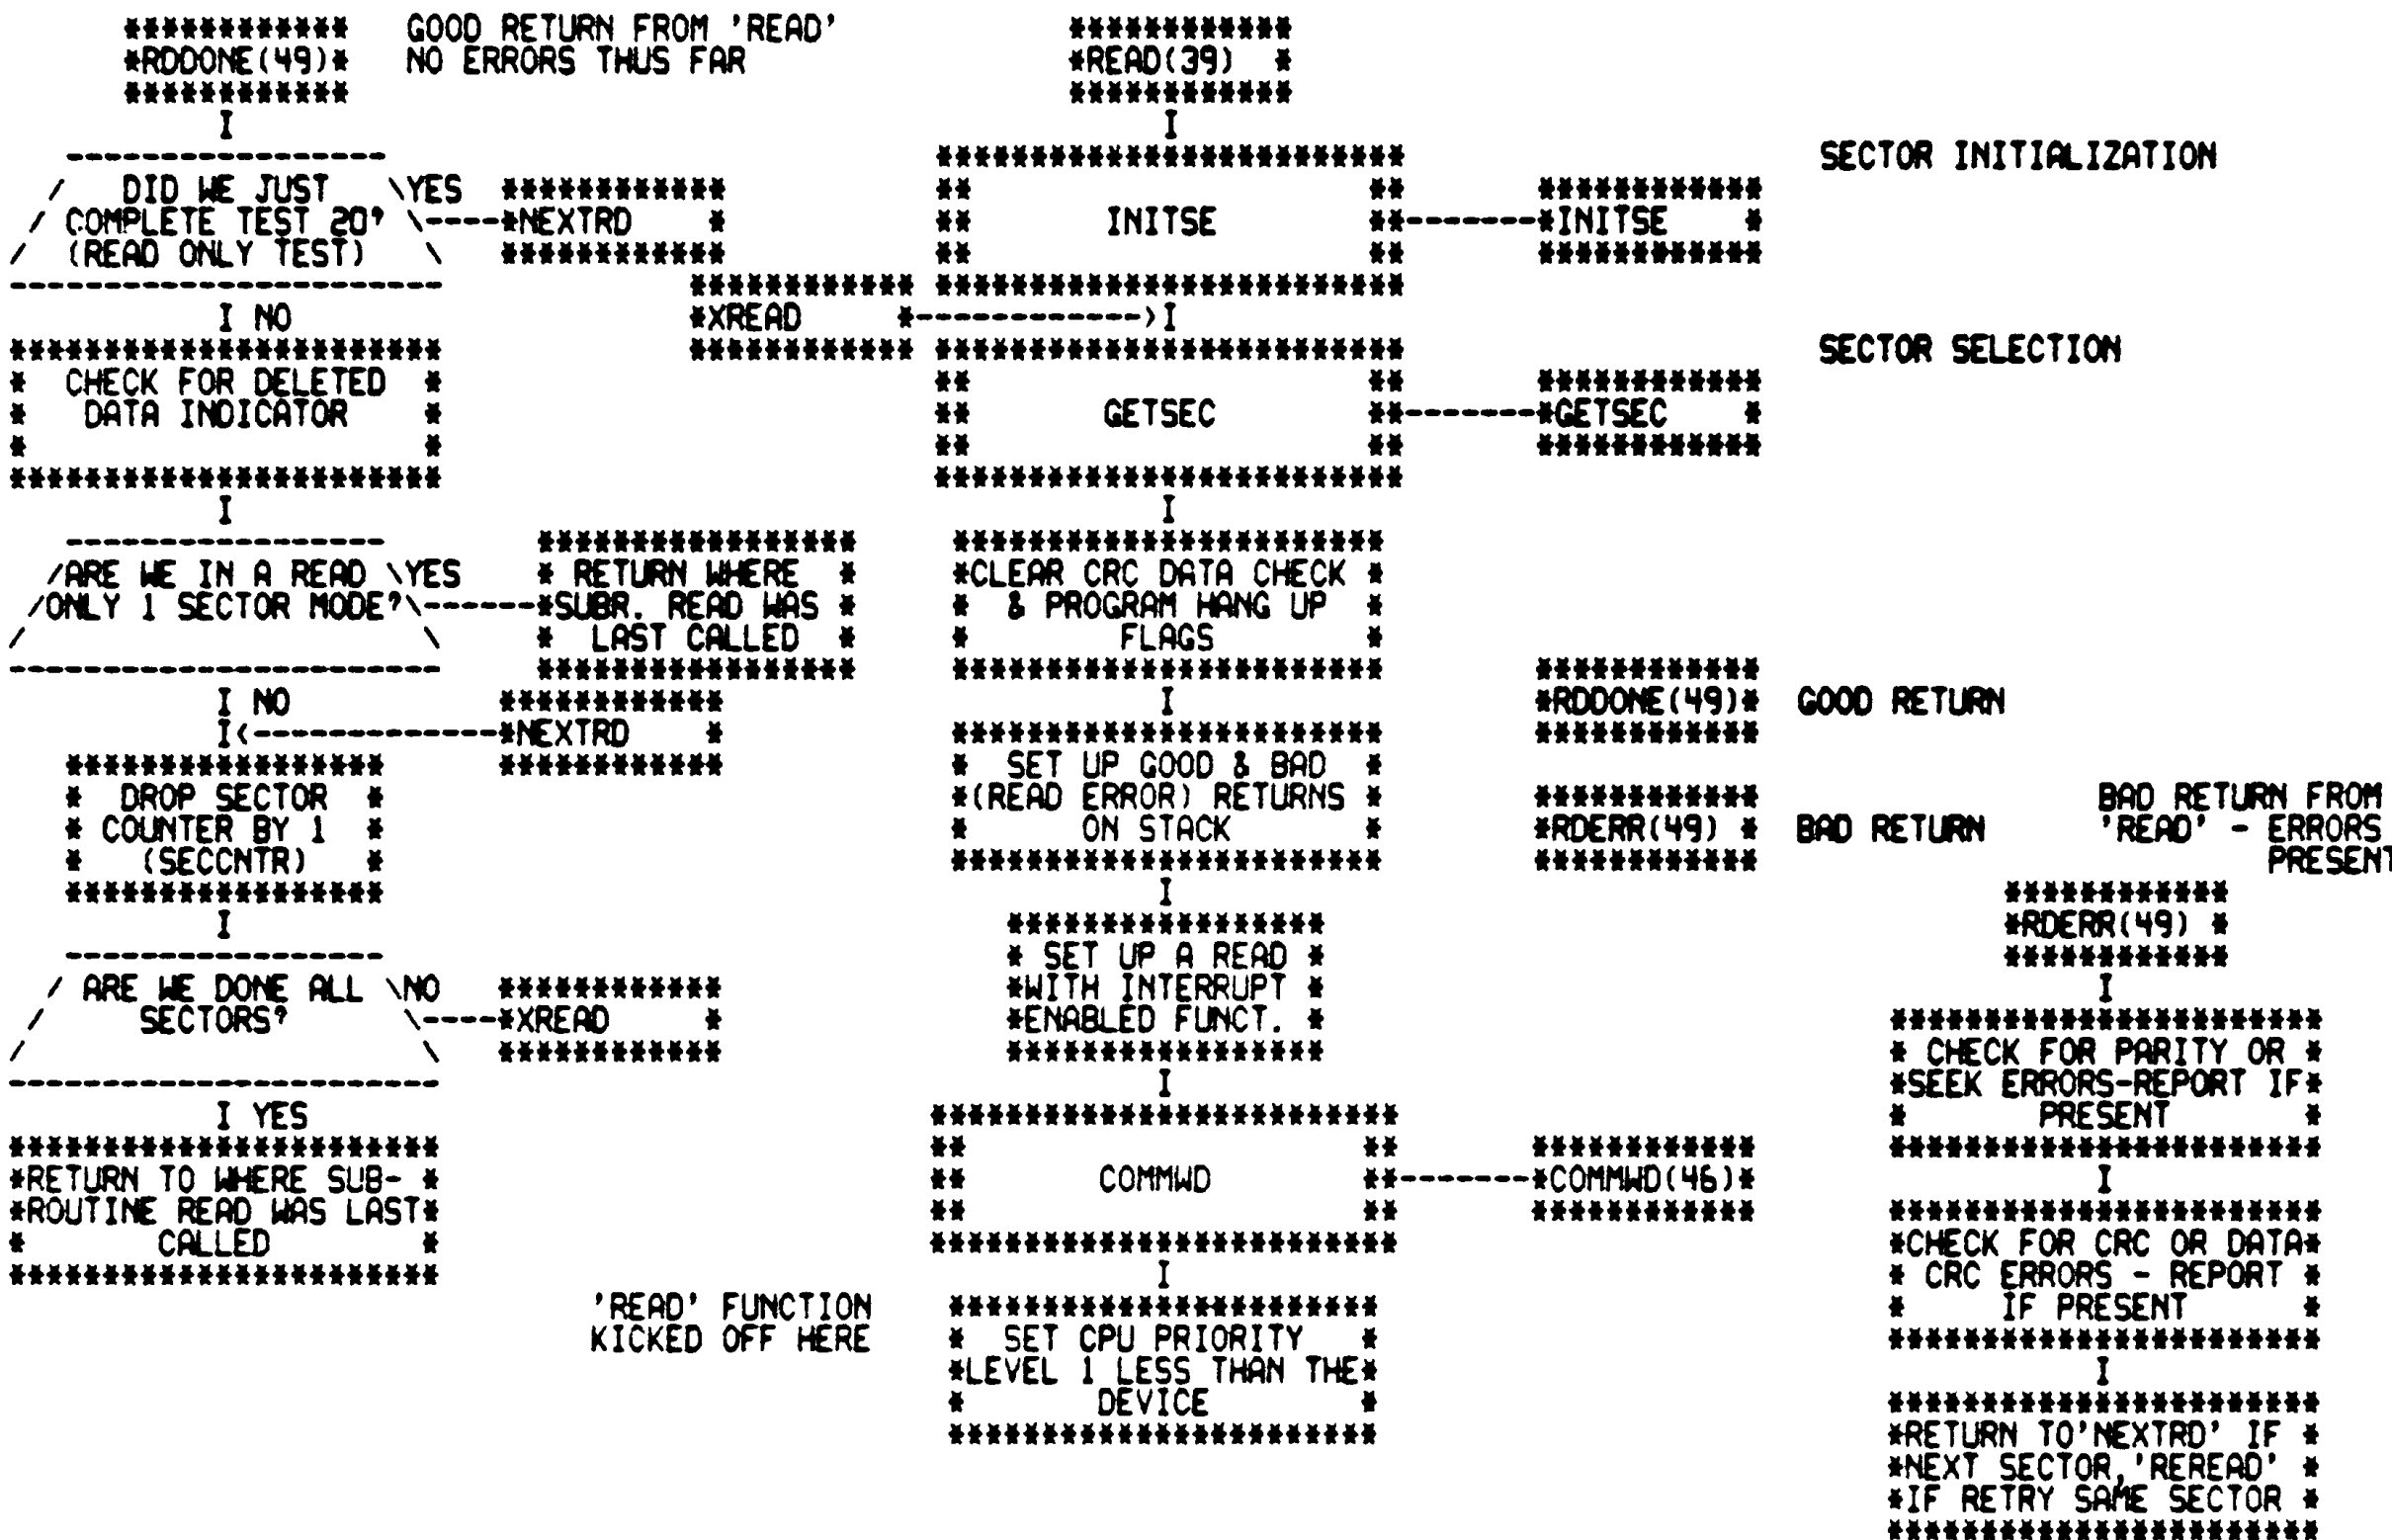 GOOD RETURN FROM 'READ'
NO ERRORS THUS FAR
*RDDONE(49)*
DID WE JUST
COMPLETE TEST 20?
(READ ONLY TEST)
YES
*NEXTRD *
I NO
CHECK FOR DELETED
DATA INDICATOR
ARE WE IN A READ
ONLY 1 SECTOR MODE?
YES
RETURN WHERE
SUBR. READ WAS
LAST CALLED
I NO
*NEXTRD *
DROP SECTOR
COUNTER BY 1
(SECCNTR)
ARE WE DONE ALL
SECTORS?
NO
*XREAD *
I YES
RETURN TO WHERE SUB-
ROUTINE READ WAS LAST
CALLED
*READ(39) *
INITSE
*INITSE *
SECTOR INITIALIZATION
*XREAD *
GETSEC
*GETSEC *
SECTOR SELECTION
CLEAR CRC DATA CHECK
& PROGRAM HANG UP
FLAGS
SET UP GOOD & BAD
(READ ERROR) RETURNS
ON STACK
*RDDONE(49)* GOOD RETURN
*RDERR(49) * BAD RETURN
SET UP A READ
WITH INTERRUPT
ENABLED FUNCT.
COMMWD
*COMMWD(46)*
'READ' FUNCTION
KICKED OFF HERE
SET CPU PRIORITY
LEVEL 1 LESS THAN THE
DEVICE
BAD RETURN FROM
'READ' - ERRORS
PRESENT
*RDERR(49) *
CHECK FOR PARITY OR
SEEK ERRORS-REPORT IF
PRESENT
CHECK FOR CRC OR DATA
CRC ERRORS - REPORT
IF PRESENT
RETURN TO'NEXTRD' IF
NEXT SECTOR,'REREAD'
IF RETRY SAME SECTOR